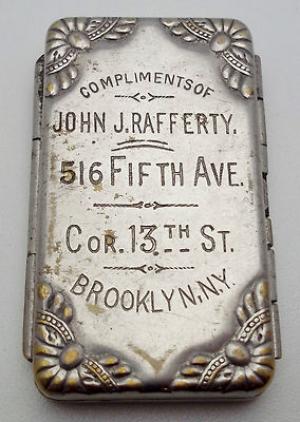 COMPLIMENTS OF
JOHN J. RAFFERTY.
516 FIFTH AVE.
COR. 13TH ST.
BROOKLYN, N.Y.